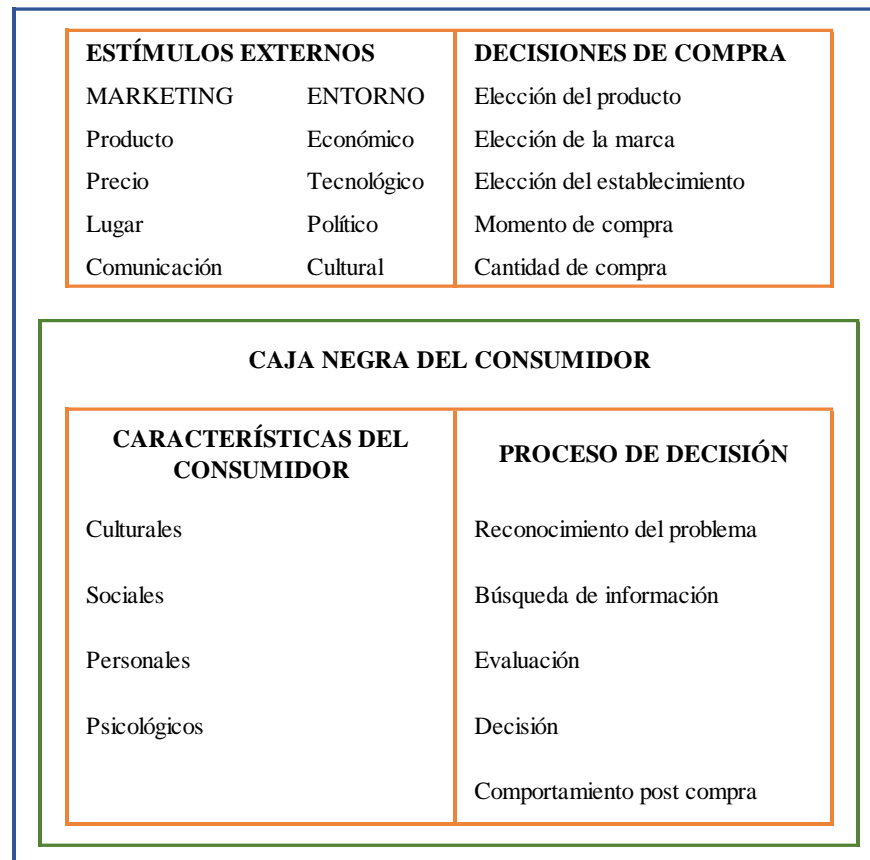 ESTÍMULOS EXTERNOS DECISIONES DE COMPRA
MARKETING ENTORNO Elección del producto
Producto Económico Elección de la marca
Precio Tecnológico Elección del establecimiento
Lugar Político Momento de compra
Comunicación Cultural Cantidad de compra
CAJA NEGRA DEL CONSUMIDOR
CARACTERÍSTICAS DEL
CONSUMIDOR
PROCESO DE DECISIÓN
Culturales Reconocimiento del problema
Sociales Búsqueda de información
Personales Evaluación
Psicológicos Decisión
Comportamiento post compra